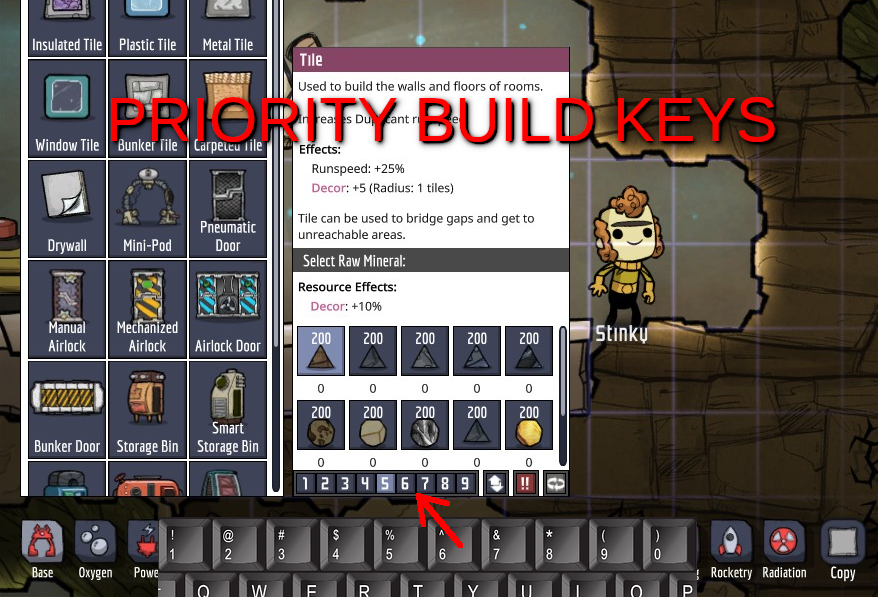 Insulated Tile
Plastic Tile
Metal Tile
Tile
Used to build the walls and floors of rooms.
PRIORITY BUILD KEYS
Window Tile
Bunker Tile
Carpeted Tile
Effects:
Runspeed: +25%
Decor: +5 (Radius: 1 tiles)
Tile can be used to bridge gaps and get to
unreachable areas.
Drywall
Mini-Pod
Pneumatic
Door
Select Raw Mineral:
Resource Effects:
Decor: +10%
Manual
Airlock
Mechanized
Airlock
Airlock Door
Stinky
200 200 200 200 200
0 0 0 0 0
200 200 200 200 200
0 0 0 0 0
Bunker Door
Storage Bin
Smart
Storage Bin
1 2 3 4 5 6 7 8 9 !!
! @ # $ % ^ & * ( )
1 2 3 4 5 6 7 8 9 0
Q W E R T Y U I O P
Base
Oxygen
Powe
Rocketry
Radiation
Copy